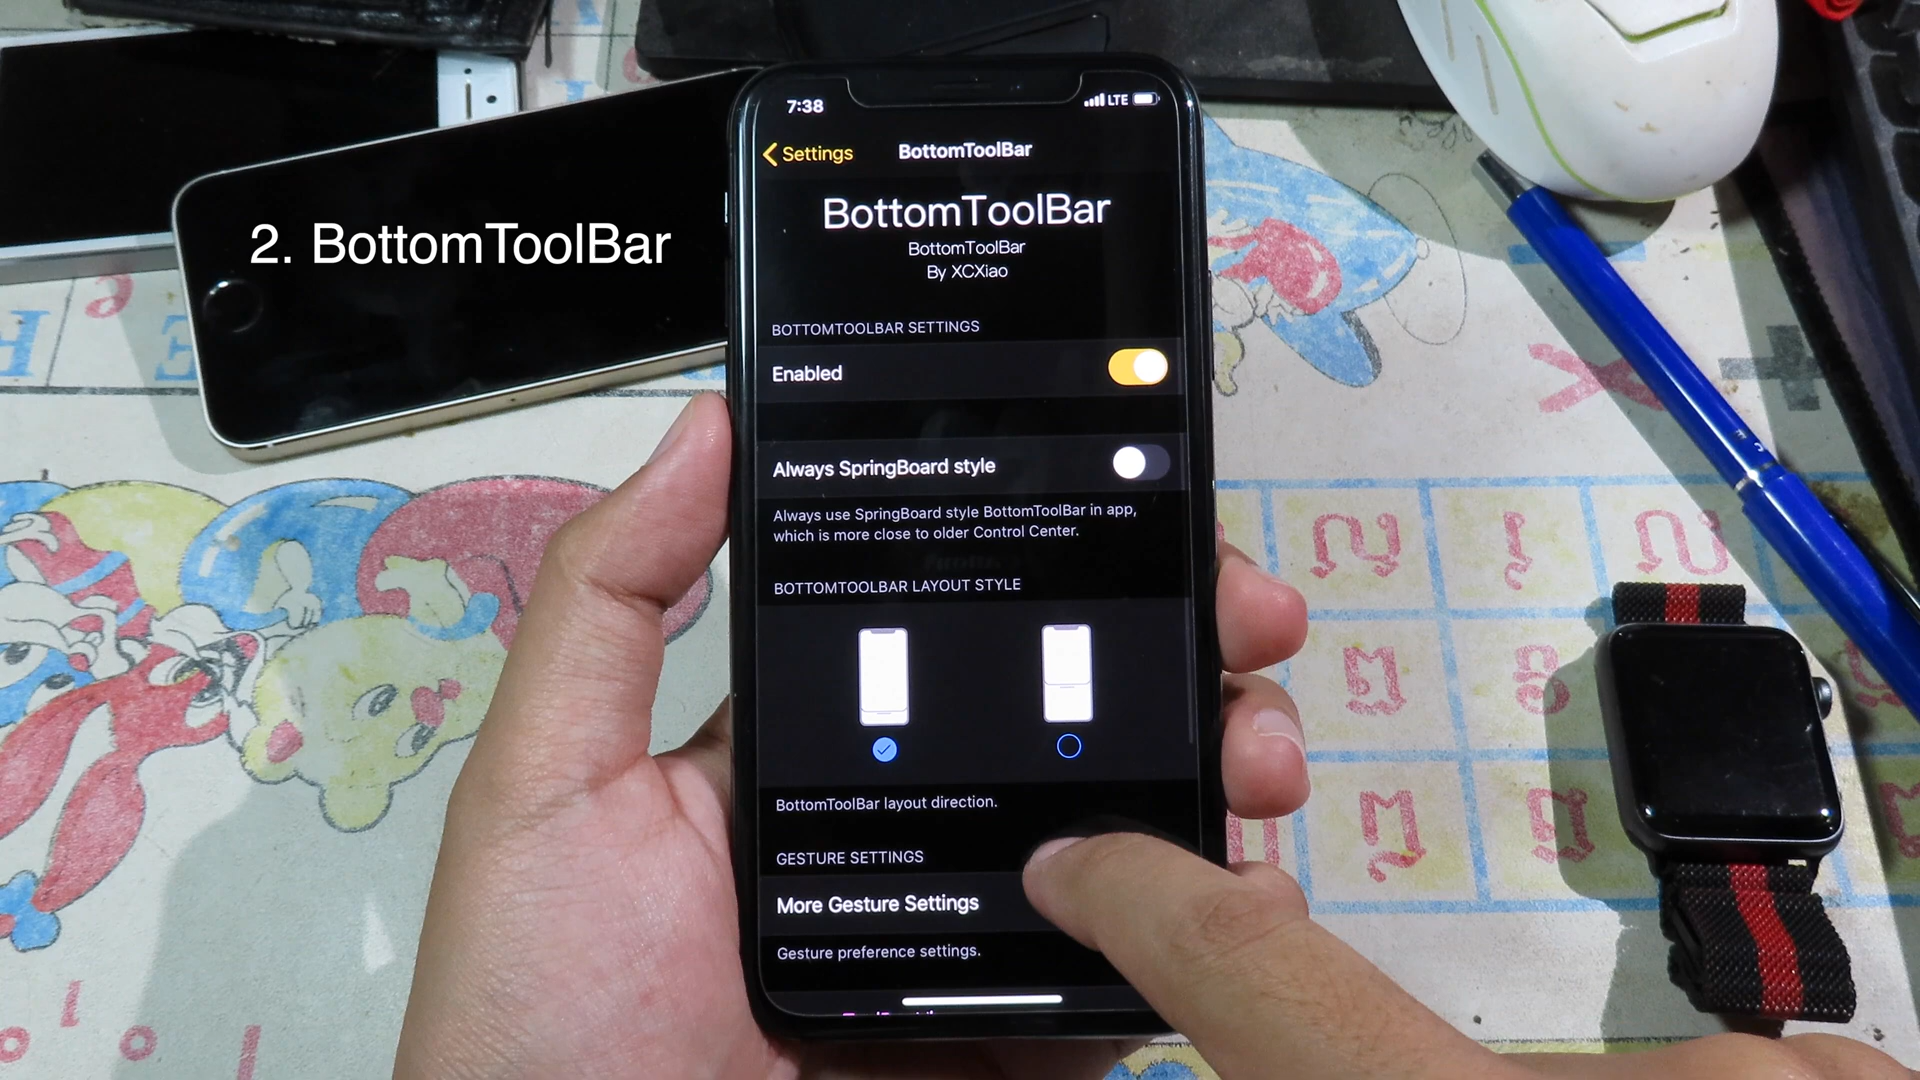 2. BottomToolBar
7:38
LTE
Settings
BottomToolBar
BottomToolBar
BottomToolBar
By XCXiao
BOTTOMTOOLBAR SETTINGS
Enabled
Always SpringBoard style
Always use SpringBoard style BottomToolBar in app,
which is more close to older Control Center.
BOTTOMTOOLBAR LAYOUT STYLE
BottomToolBar layout direction.
GESTURE SETTINGS
More Gesture Settings
Gesture preference settings.